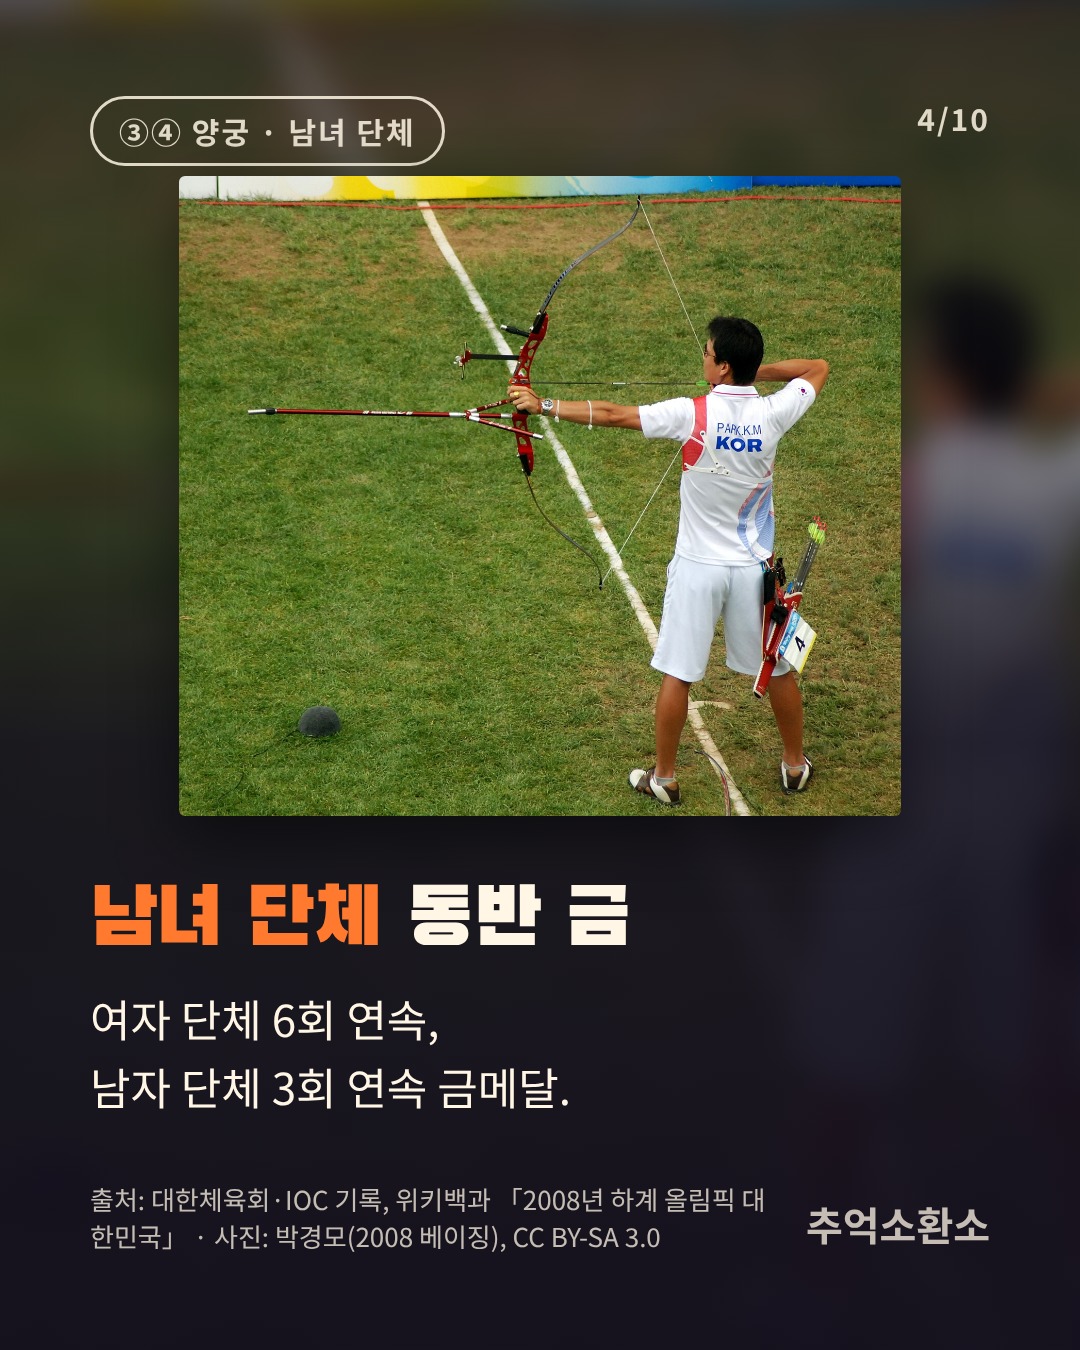 ③④ 양궁 · 남녀 단체
4/10
PARK.K.M
KOR
4
남녀 단체 동반 금
여자 단체 6회 연속,
남자 단체 3회 연속 금메달.
출처: 대한체육회·IOC 기록, 위키백과 「2008년 하계 올림픽 대
한민국」 · 사진: 박경모(2008 베이징), CC BY-SA 3.0
추억소환소